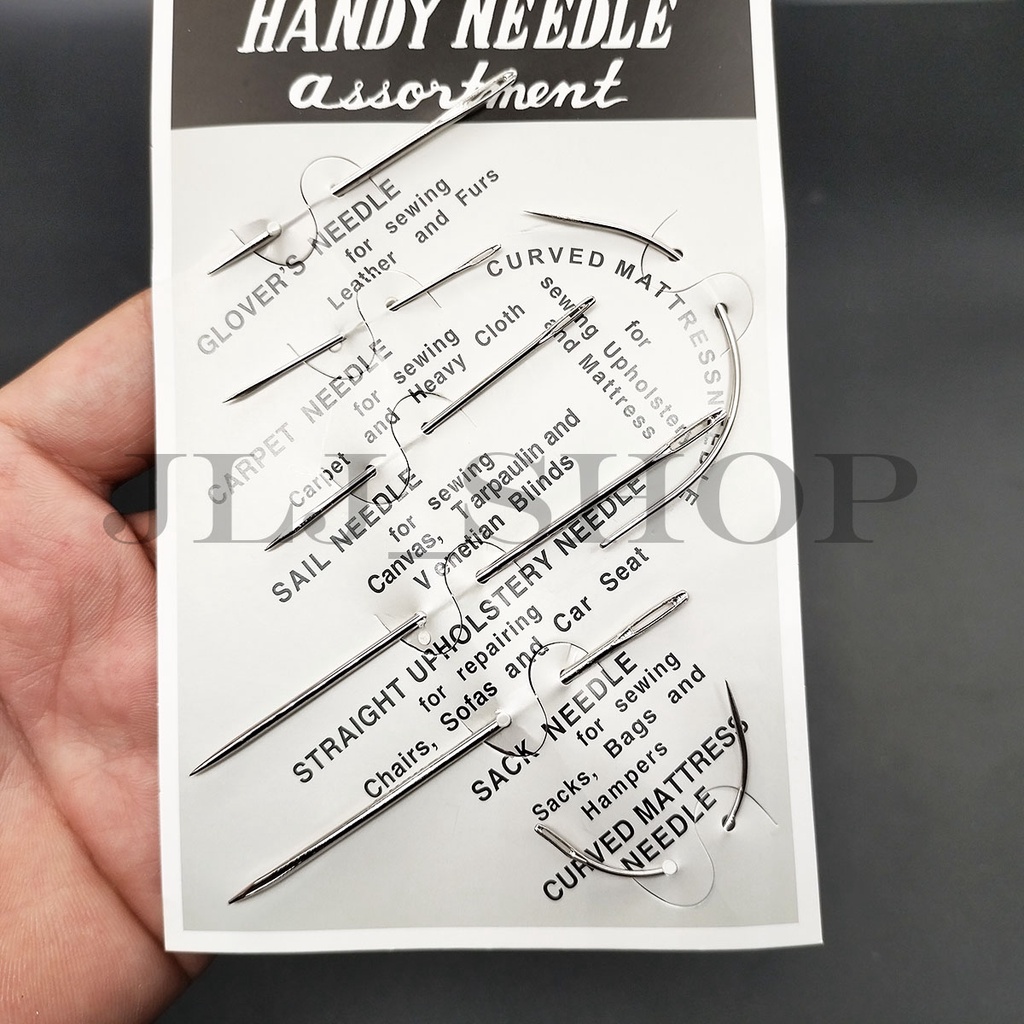 HANDY NEEDLE
assortment
GLOVER'S NEEDLE
for sewing
Leather and Furs
CARPET NEEDLE
for sewing
Carpet and Heavy Cloth
SAIL NEEDLE
for sewing
Canvas, Tarpaulin and
Venetian Blinds
CURVED MATTRESS NEEDLE
for
sewing Upholstery
and Mattress
STRAIGHT UPHOLSTERY NEEDLE
for repairing
Chairs, Sofas and Car Seat
SACK NEEDLE
for sewing
Sacks, Bags and
Hampers
CURVED MATTRESS
NEEDLE
JLJ_SHOP